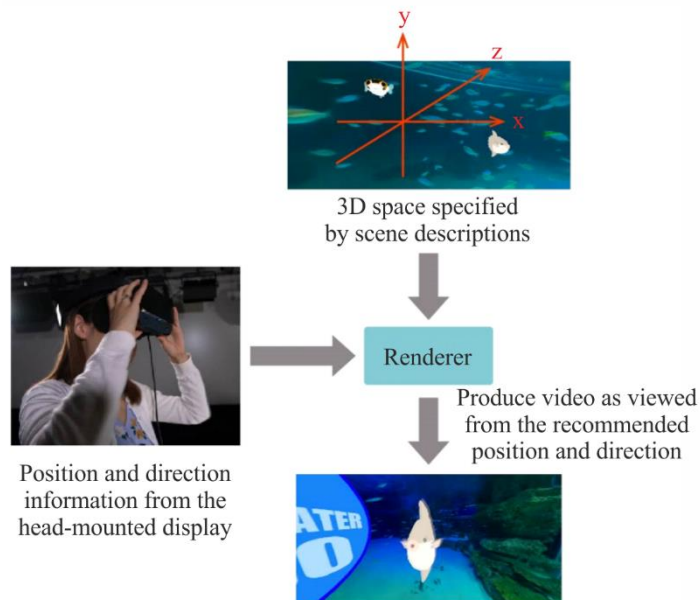 y
z
x
3D space specified
by scene descriptions
Renderer
Produce video as viewed
from the recommended
position and direction
Position and direction
information from the
head-mounted display
ATER
O